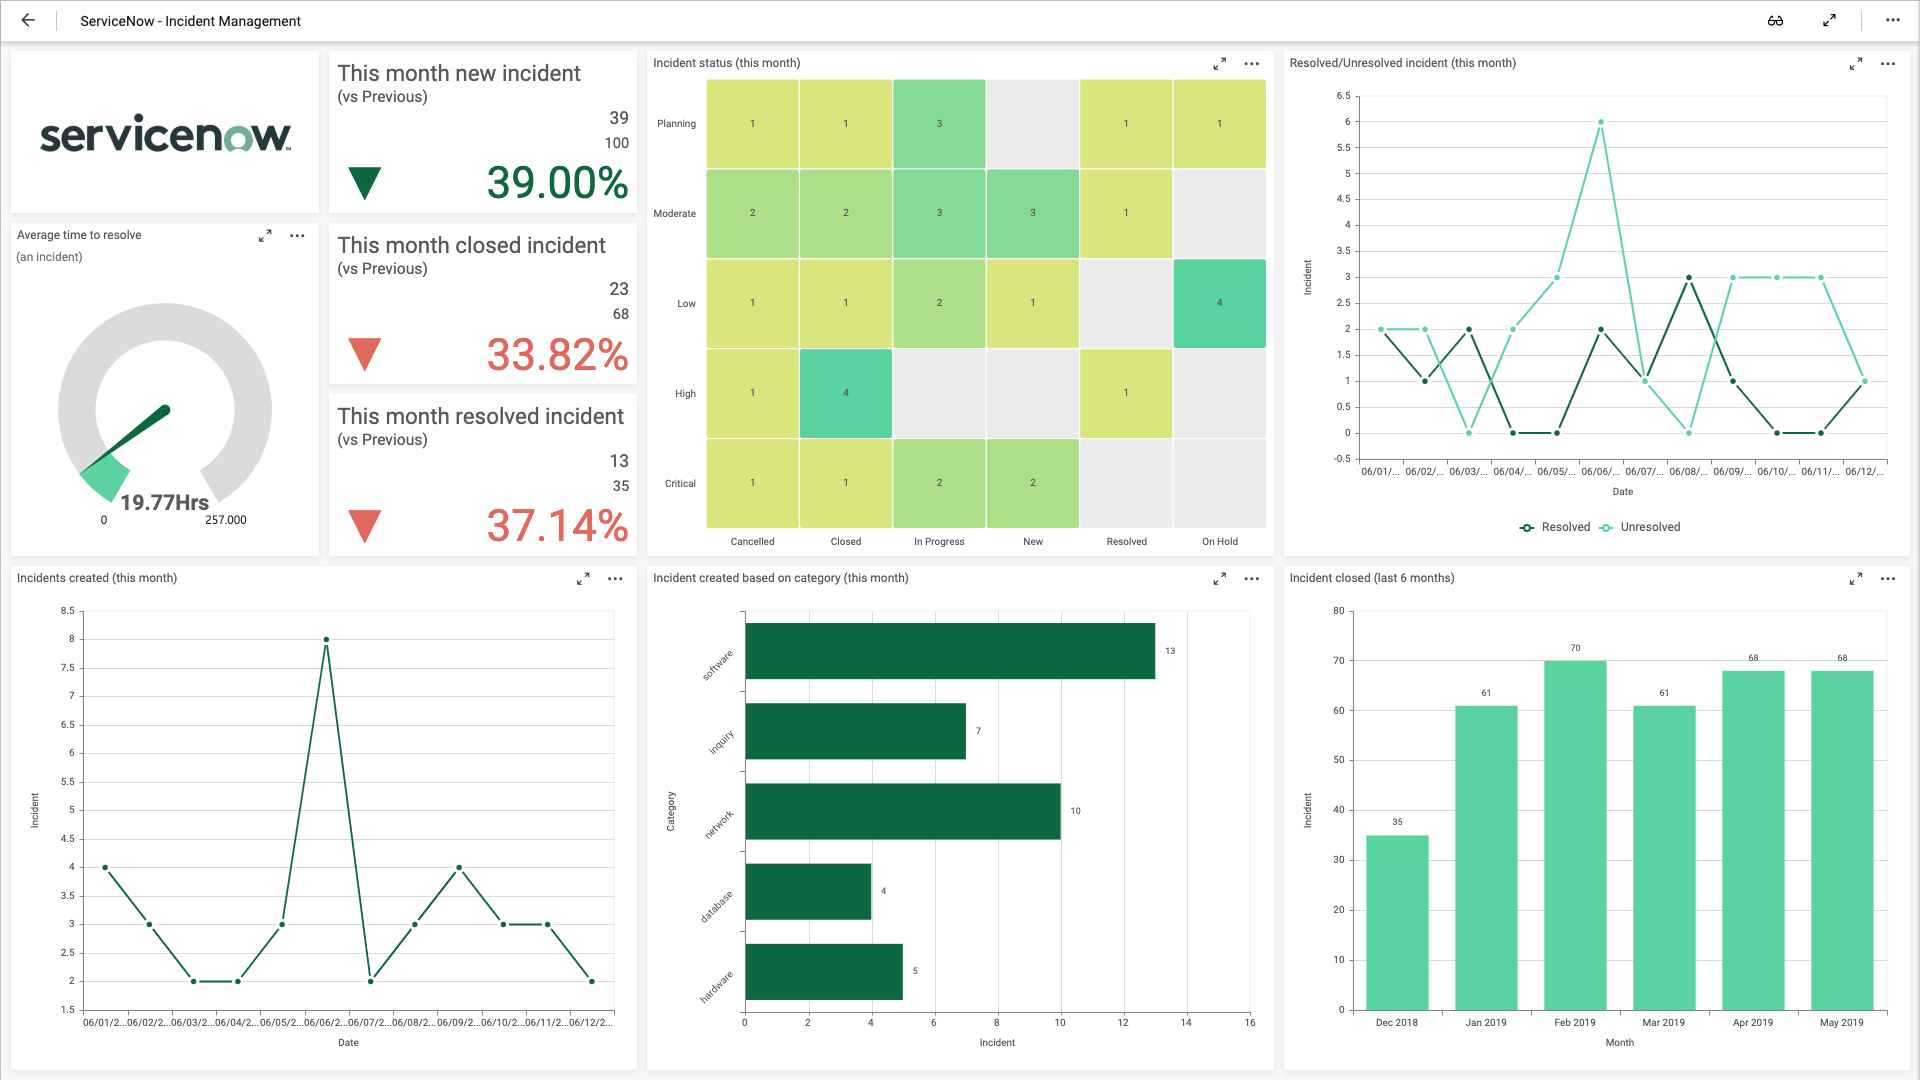 ServiceNow - Incident Management
servicenow™
This month new incident
(vs Previous)
39
100
39.00%
Average time to resolve
(an incident)
19.77Hrs
0
257.000
This month closed incident
(vs Previous)
23
68
33.82%
This month resolved incident
(vs Previous)
13
35
37.14%
Incident status (this month)
Planning
1 1 3 1 1
Moderate
2 2 3 3 1
Low
1 1 2 1 4
High
1 4 1
Critical
1 1 2 2
Cancelled Closed In Progress New Resolved On Hold
Resolved/Unresolved incident (this month)
6.5
6
5.5
5
4.5
4
3.5
3
2.5
2
1.5
1
0.5
0
-0.5
Incident
06/01/... 06/02/... 06/03/... 06/04/... 06/05/... 06/06/... 06/07/... 06/08/... 06/09/... 06/10/... 06/11/... 06/12/...
Date
Resolved Unresolved
Incidents created (this month)
8.5
8
7.5
7
6.5
6
5.5
5
4.5
4
3.5
3
2.5
2
1.5
Incident
06/01/2... 06/02/2... 06/03/2... 06/04/2... 06/05/2... 06/06/2... 06/07/2... 06/08/2... 06/09/2... 06/10/2... 06/11/2... 06/12/2...
Date
Incident created based on category (this month)
Category
software
13
inquiry
7
network
10
database
4
hardware
5
0 2 4 6 8 10 12 14 16
Incident
Incident closed (last 6 months)
80
70
60
50
40
30
20
10
0
Incident
35 61 70 61 68 68
Dec 2018 Jan 2019 Feb 2019 Mar 2019 Apr 2019 May 2019
Month